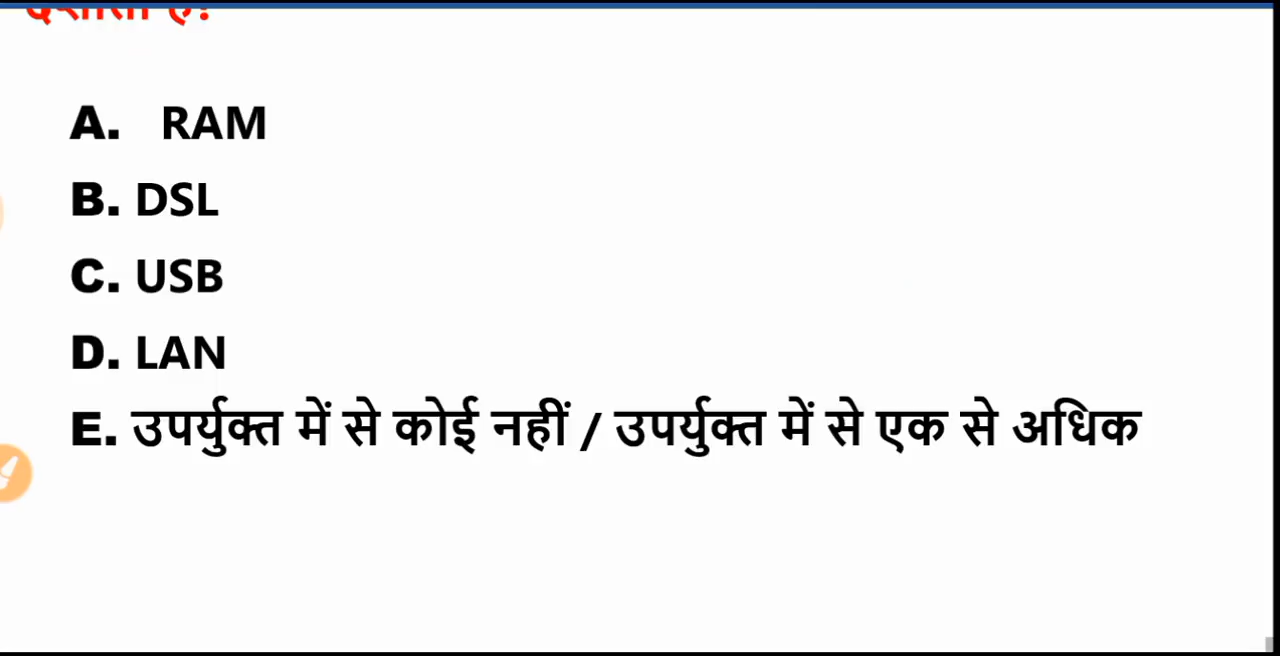 A. RAM
B. DSL
C. USB
D. LAN
E. उपर्युक्त में से कोई नहीं / उपर्युक्त में से एक से अधिक